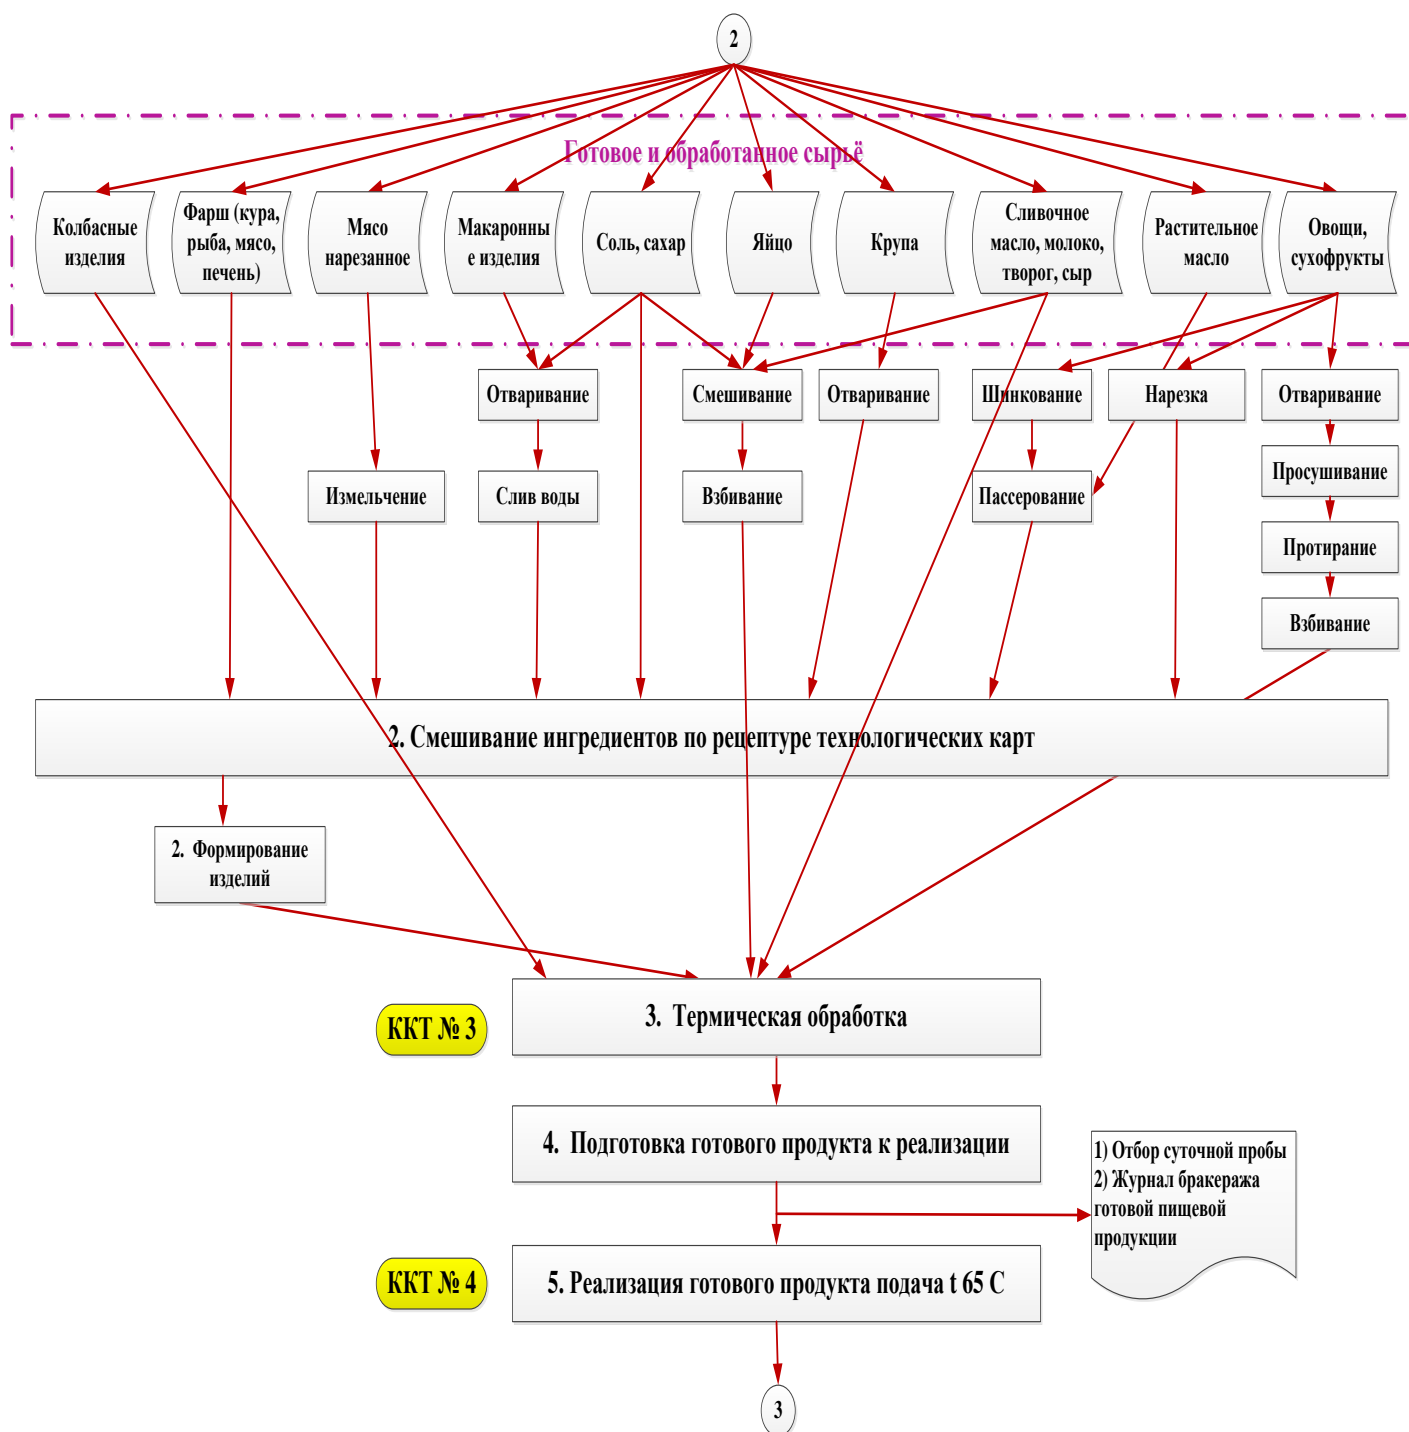 2
Готовое и обработанное сырьё
Колбасные
изделия
Фарш (кура,
рыба, мясо,
печень)
Мясо
нарезанное
Макаронны
е изделия
Соль, сахар
Яйцо
Крупа
Сливочное
масло, молоко,
творог, сыр
Растительное
масло
Овощи,
сухофрукты
Отваривание
Смешивание
Отваривание
Шинкование
Нарезка
Отваривание
Просушивание
Измельчение
Слив воды
Взбивание
Пассерование
Протирание
Взбивание
2. Смешивание ингредиентов по рецептуре технологических карт
2. Формирование
изделий
ККТ № 3
3. Термическая обработка
4. Подготовка готового продукта к реализации
1) Отбор суточной пробы
2) Журнал бракеража
готовой пищевой
продукции
ККТ № 4
5. Реализация готового продукта подача t 65 С
3